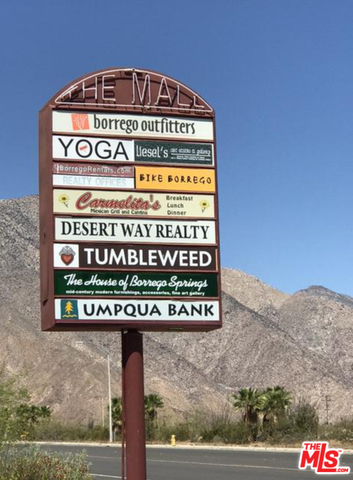 THE MALL
borrego outfitters
YOGA
Liesel's
BorregoRentals.com
REALTY OFFICES
BIKE BORREGO
Carmelita's
Mexican Grill and Cantina
Breakfast
Lunch
Dinner
DESERT WAY REALTY
TUMBLEWEED
The House of Borrego Springs
mid-century modern furnishings, accessories, fine art gallery
UMPQUA BANK
THE
MLS